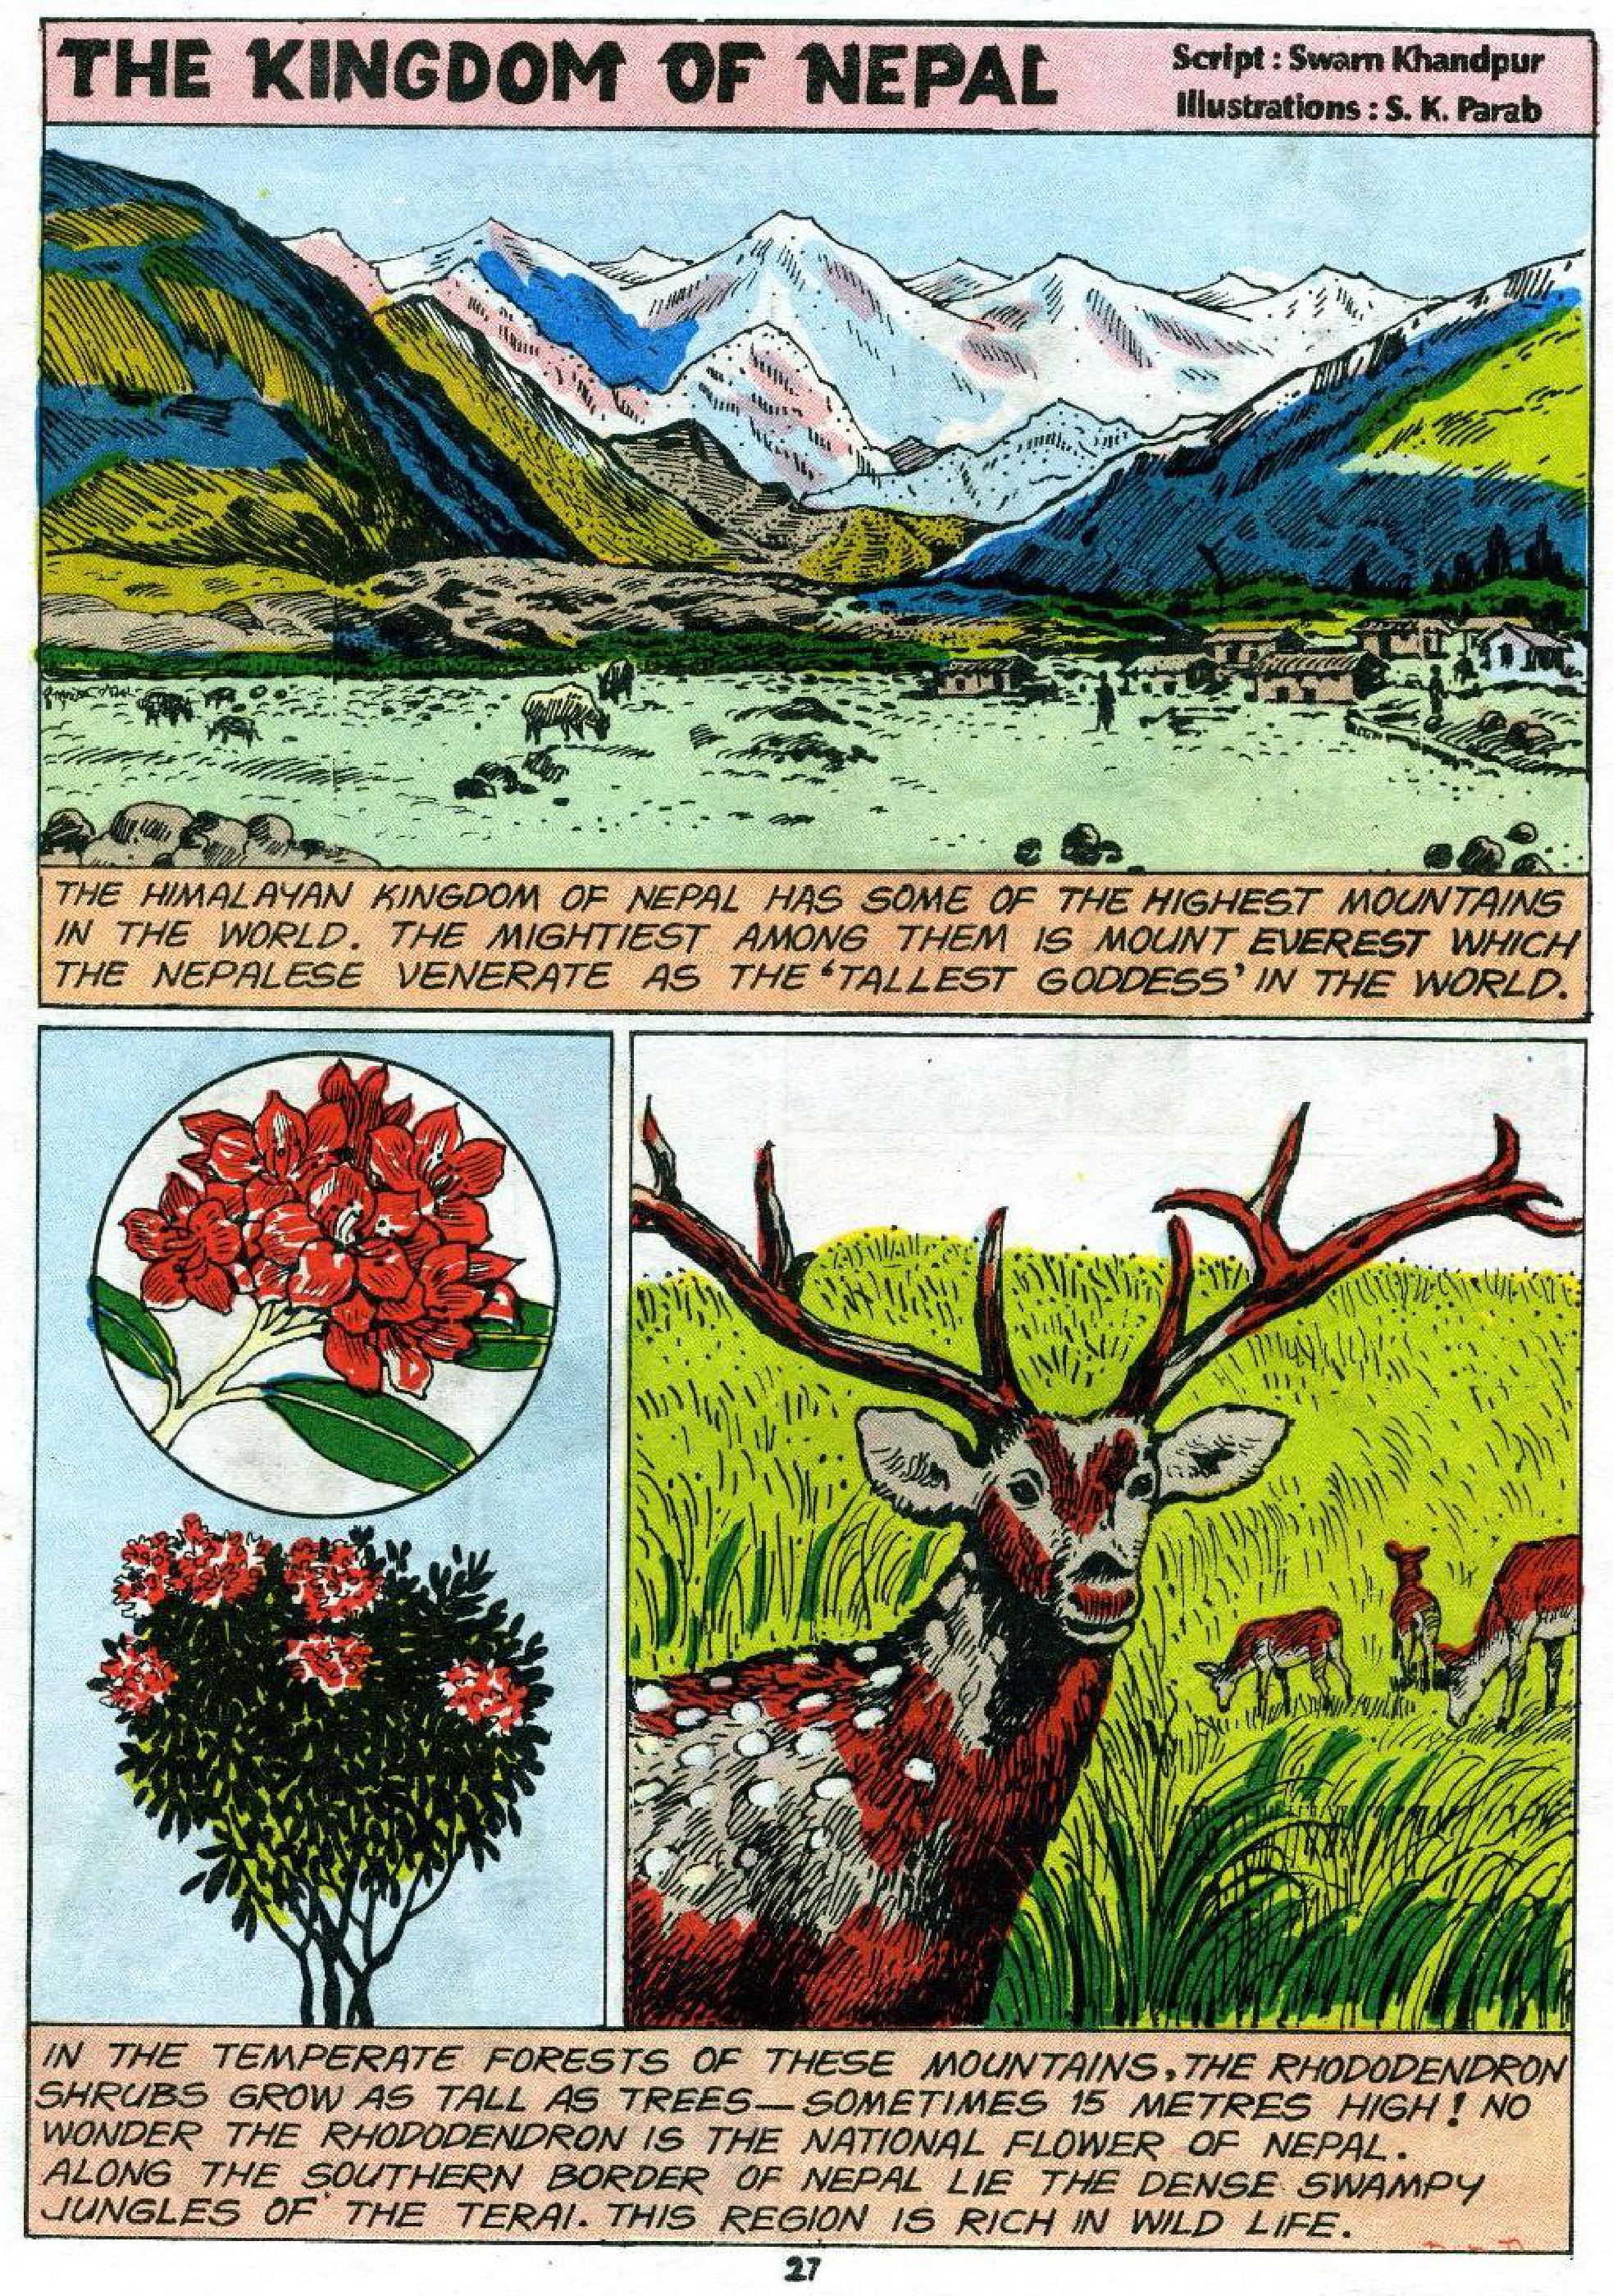 THE KINGDOM OF NEPAL
Script : Swarn Khandpur
Illustrations : S. K. Parab
THE HIMALAYAN KINGDOM OF NEPAL HAS SOME OF THE HIGHEST MOUNTAINS
IN THE WORLD. THE MIGHTIEST AMONG THEM IS MOUNT EVEREST WHICH
THE NEPALESE VENERATE AS THE 'TALLEST GODDESS' IN THE WORLD.
IN THE TEMPERATE FORESTS OF THESE MOUNTAINS, THE RHODODENDRON
SHRUBS GROW AS TALL AS TREES—SOMETIMES 15 METRES HIGH! NO
WONDER THE RHODODENDRON IS THE NATIONAL FLOWER OF NEPAL.
ALONG THE SOUTHERN BORDER OF NEPAL LIE THE DENSE SWAMPY
JUNGLES OF THE TERAI. THIS REGION IS RICH IN WILD LIFE.
27